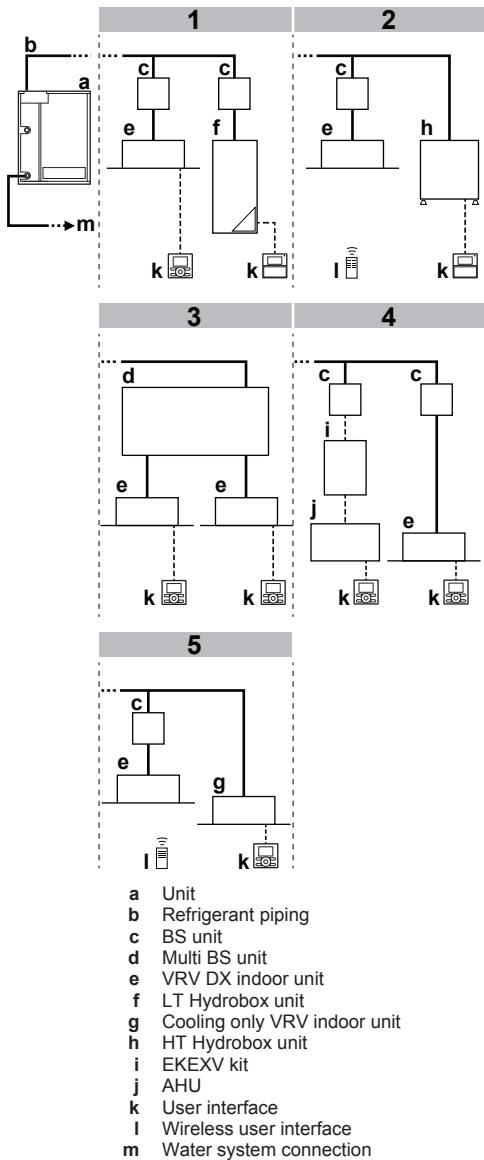 1 2
b
a
c c
e f
m
k k
c
e h
l k
3 4
d
e e
k k
c c
i
j
e
k k
5
c
e
g
l k
a Unit
b Refrigerant piping
c BS unit
d Multi BS unit
e VRV DX indoor unit
f LT Hydrobox unit
g Cooling only VRV indoor unit
h HT Hydrobox unit
i EKEXV kit
j AHU
k User interface
l Wireless user interface
m Water system connection